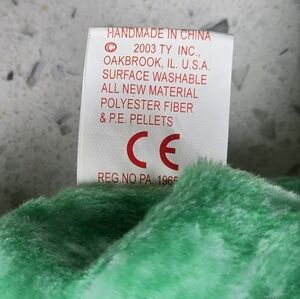 HANDMADE IN CHINA
© 2003 TY INC.,
OAKBROOK, IL. U.S.A.
SURFACE WASHABLE
ALL NEW MATERIAL
POLYESTER FIBER
& P.E. PELLETS
CE
REG.NO PA. 1965